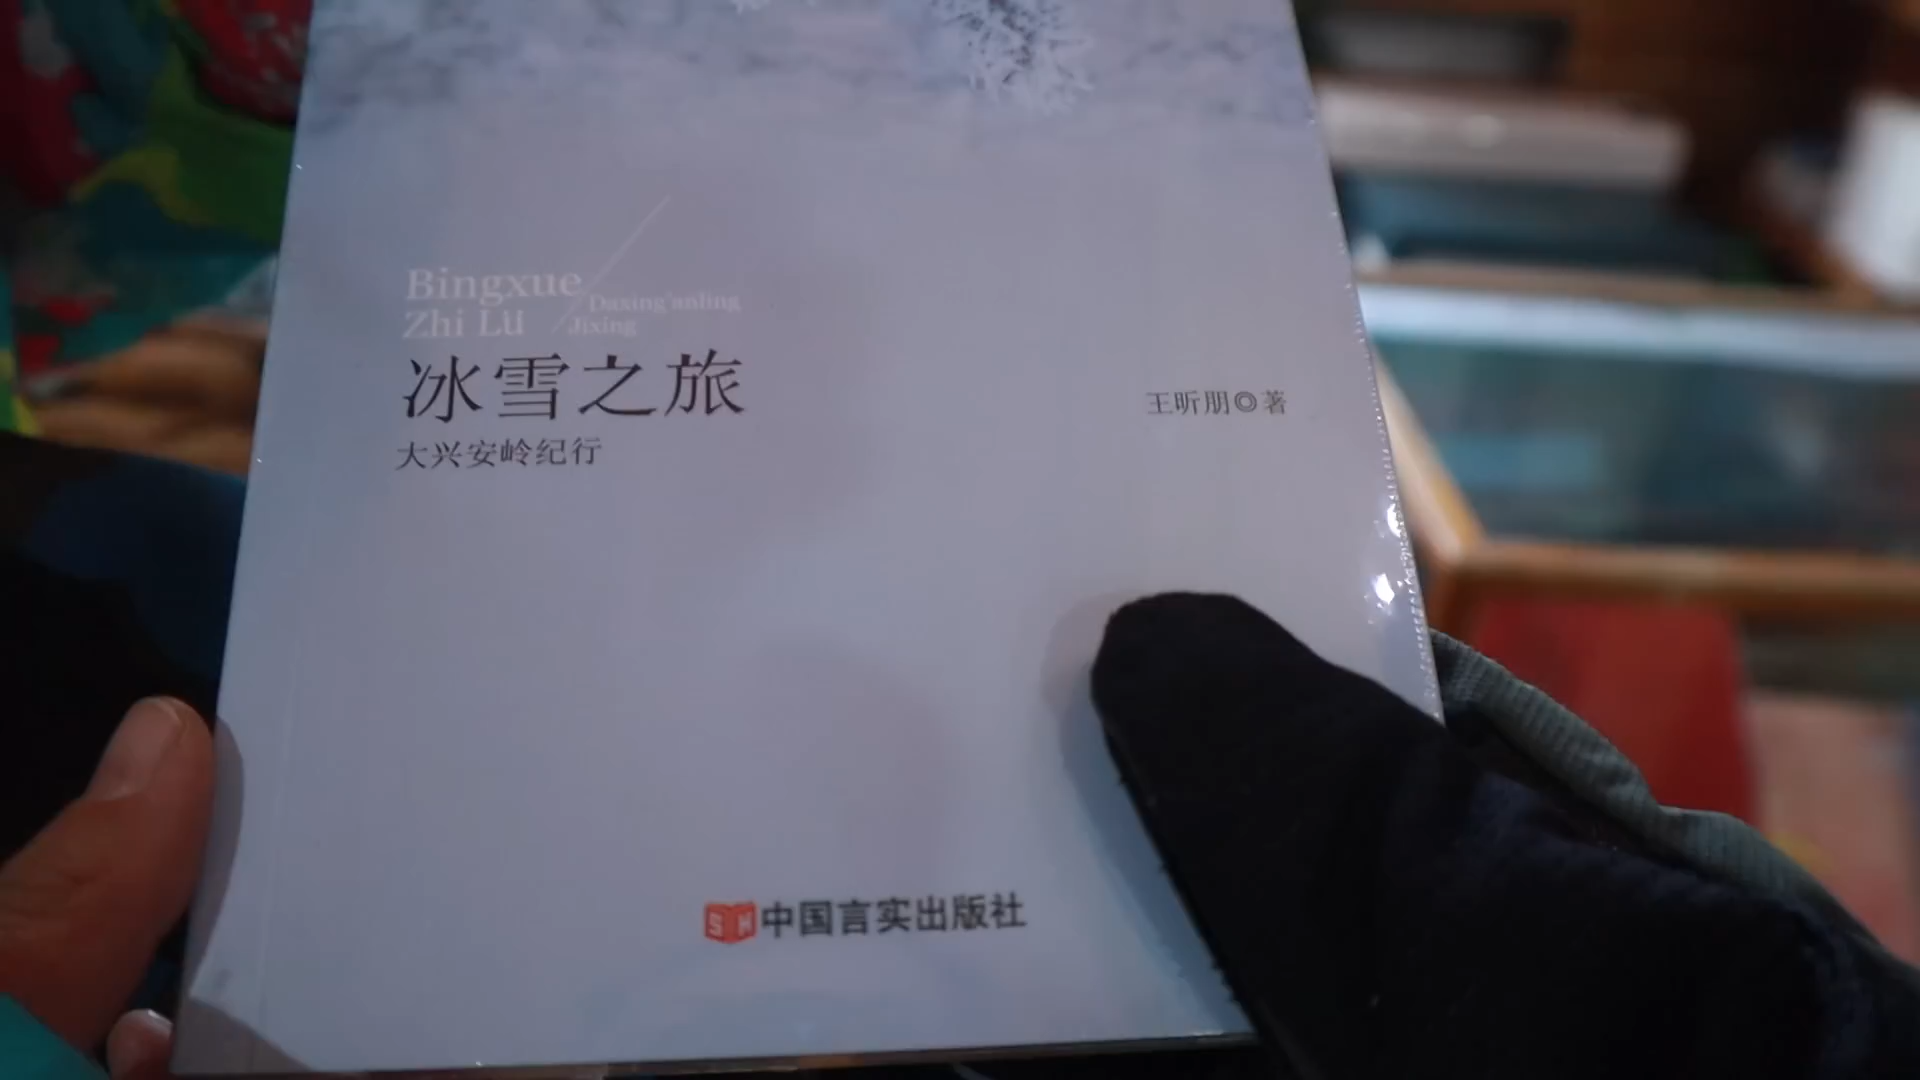 Bingxue
Zhi Lü
Daxing'anling
Jixing
冰雪之旅
大兴安岭纪行
王昕朋◎著
SH 中国言实出版社